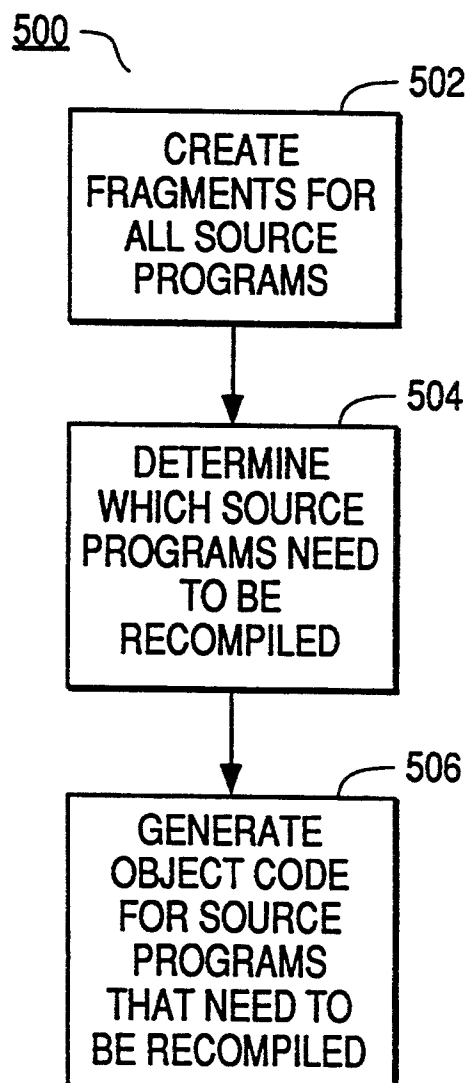 500
502
CREATE
FRAGMENTS FOR
ALL SOURCE
PROGRAMS
504
DETERMINE
WHICH SOURCE
PROGRAMS NEED
TO BE
RECOMPILED
506
GENERATE
OBJECT CODE
FOR SOURCE
PROGRAMS
THAT NEED TO
BE RECOMPILED